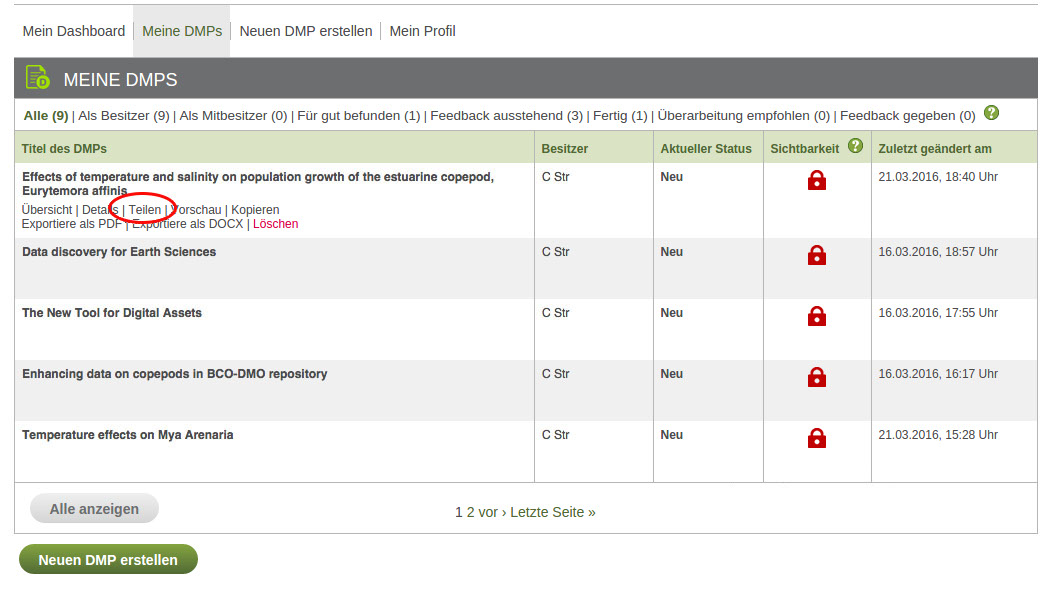 Mein Dashboard | Meine DMPs | Neuen DMP erstellen | Mein Profil
MEINE DMPS
Alle (9) | Als Besitzer (9) | Als Mitbesitzer (0) | Für gut befunden (1) | Feedback ausstehend (3) | Fertig (1) | Überarbeitung empfohlen (0) | Feedback gegeben (0) ?
Titel des DMPs Besitzer Aktueller Status Sichtbarkeit ? Zuletzt geändert am
Effects of temperature and salinity on population growth of the estuarine copepod, C Str Neu 21.03.2016, 18:40 Uhr
Eurytemora affinis
Übersicht | Details | Teilen | Vorschau | Kopieren
Exportiere als PDF | Exportiere als DOCX | Löschen
Data discovery for Earth Sciences C Str Neu 16.03.2016, 18:57 Uhr
The New Tool for Digital Assets C Str Neu 16.03.2016, 17:55 Uhr
Enhancing data on copepods in BCO-DMO repository C Str Neu 16.03.2016, 16:17 Uhr
Temperature effects on Mya Arenaria C Str Neu 21.03.2016, 15:28 Uhr
Alle anzeigen 1 2 vor › Letzte Seite »
Neuen DMP erstellen